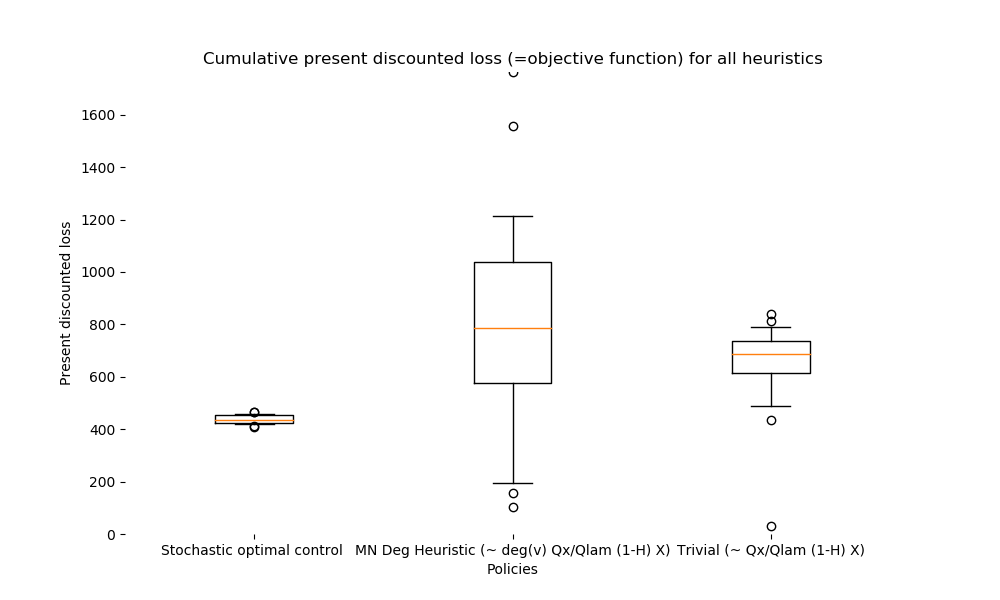 Cumulative present discounted loss (=objective function) for all heuristics
1600
1400
1200
1000
800
600
400
200
0
Present discounted loss
Stochastic optimal control
MN Deg Heuristic (~ deg(v) Qx/Qlam (1-H) X)
Trivial (~ Qx/Qlam (1-H) X)
Policies